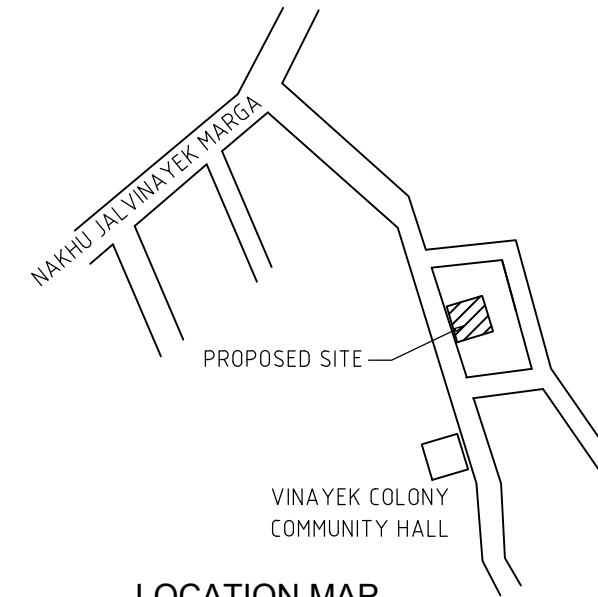 NAKHU JALVINAYEK MARGA
PROPOSED SITE
VINAYEK COLONY
COMMUNITY HALL
LOCATION MAP